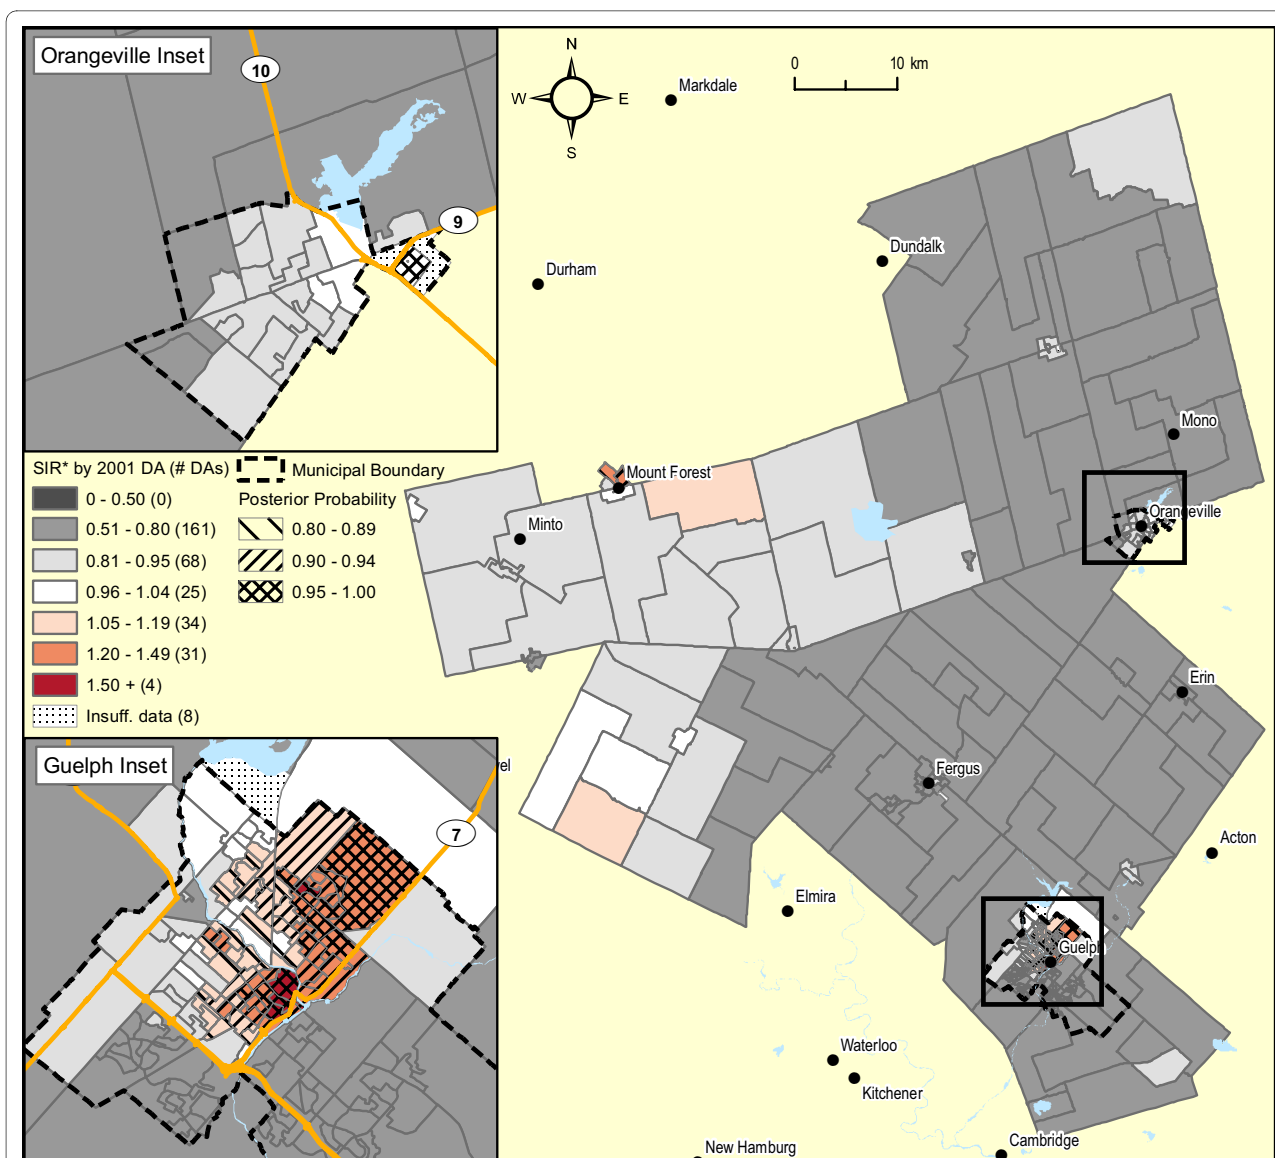 Orangeville Inset
10
9
N
W E
S
0 10 km
Markdale
Durham
Dundalk
Mono
Orangeville
Mount Forest
Minto
SIR* by 2001 DA (# DAs)
0 - 0.50 (0)
0.51 - 0.80 (161)
0.81 - 0.95 (68)
0.96 - 1.04 (25)
1.05 - 1.19 (34)
1.20 - 1.49 (31)
1.50 + (4)
Insuff. data (8)
Municipal Boundary
Posterior Probability
0.80 - 0.89
0.90 - 0.94
0.95 - 1.00
Erin
Fergus
Acton
Elmira
Guelph
Waterloo
Kitchener
New Hamburg
Cambridge
Guelph Inset
7
el